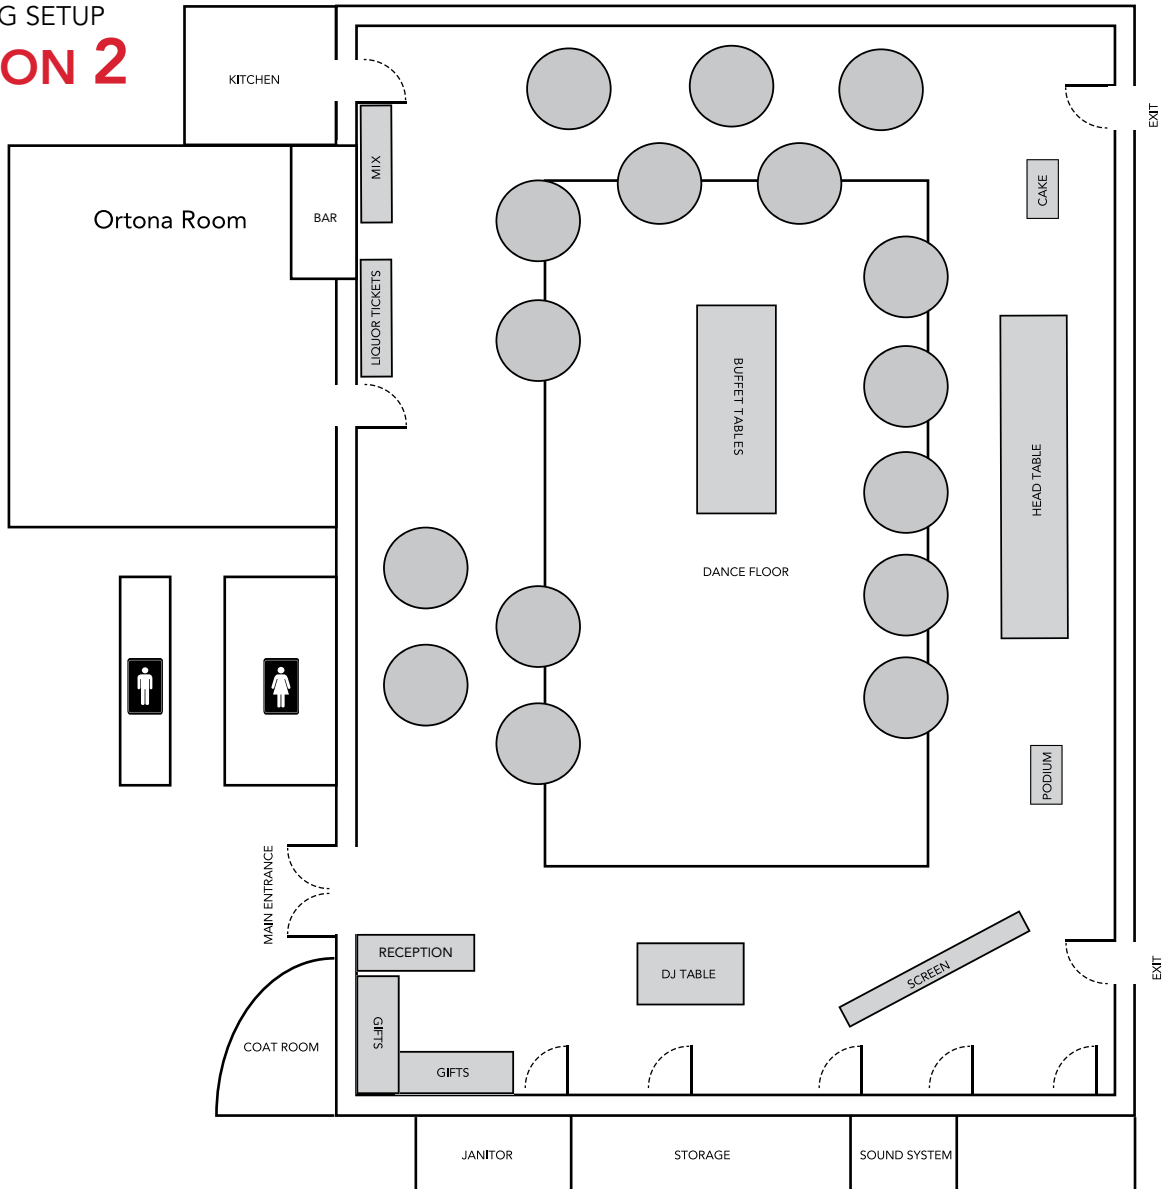 G SETUP
ON 2
KITCHEN
EXIT
MIX
CAKE
Ortona Room
BAR
LIQUOR TICKETS
BUFFET TABLES
HEAD TABLE
DANCE FLOOR
PODIUM
MAIN ENTRANCE
RECEPTION
DJ TABLE
SCREEN
EXIT
GIFTS
COAT ROOM
GIFTS
JANITOR
STORAGE
SOUND SYSTEM